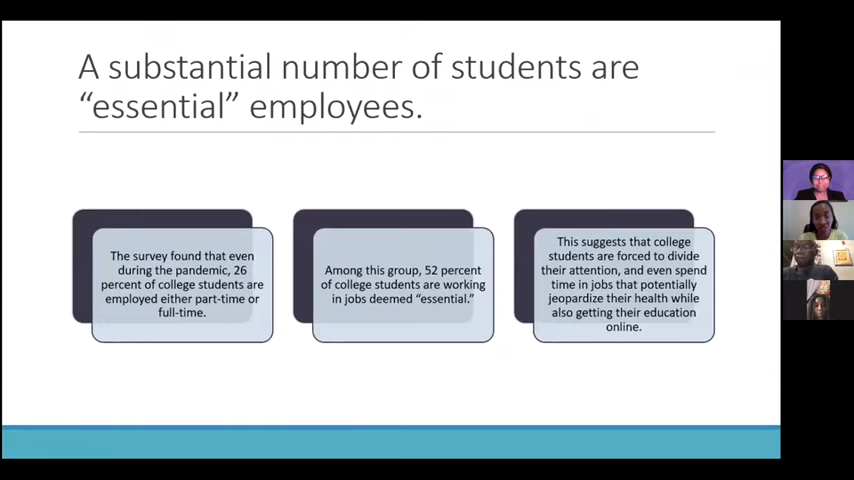 A substantial number of students are
“essential” employees.
The survey found that even
during the pandemic, 26
percent of college students are
employed either part-time or
full-time.
Among this group, 52 percent
of college students are working
in jobs deemed “essential.”
This suggests that college
students are forced to divide
their attention, and even spend
time in jobs that potentially
jeopardize their health while
also getting their education
online.